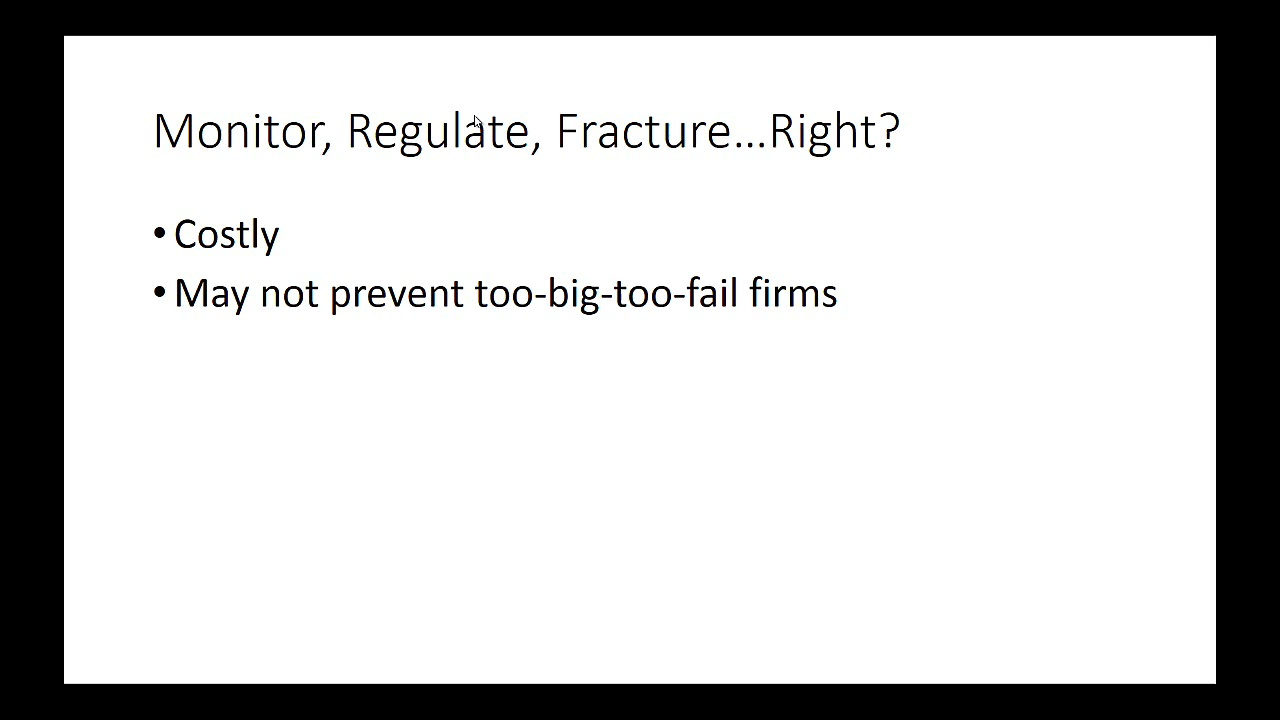 Monitor, Regulate, Fracture...Right?
• Costly
• May not prevent too-big-too-fail firms